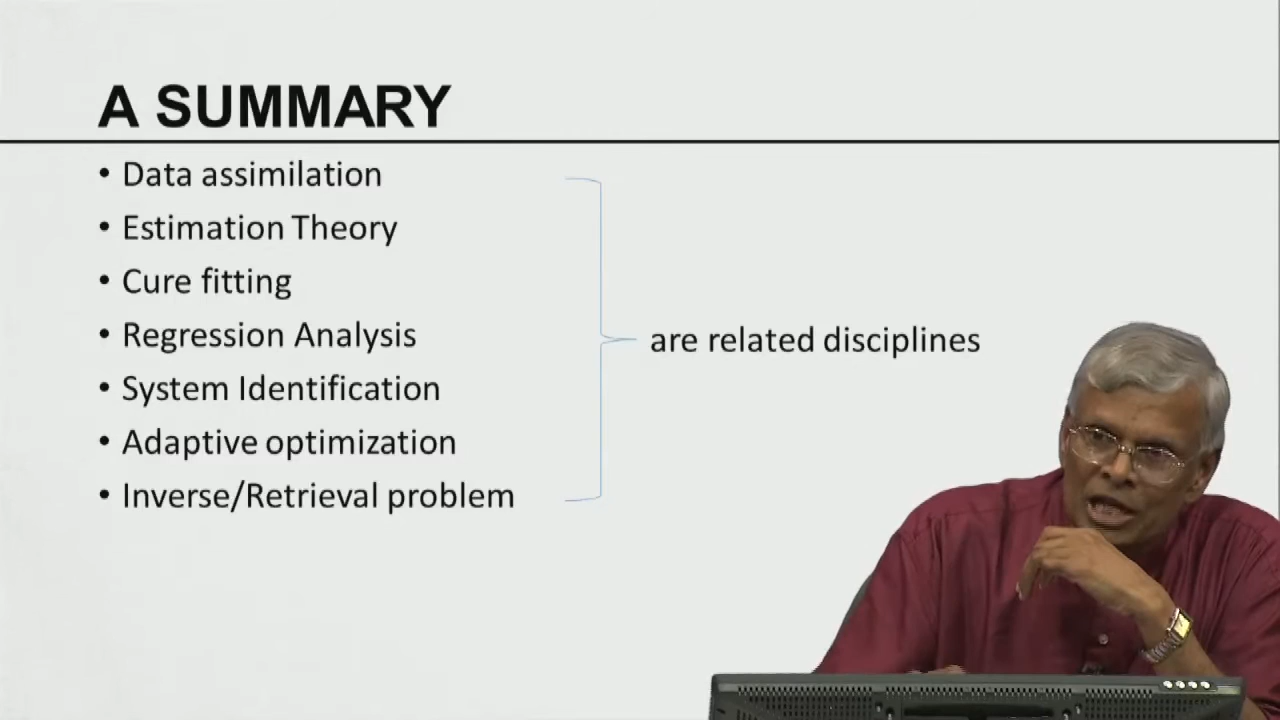 A SUMMARY
• Data assimilation
• Estimation Theory
• Cure fitting
• Regression Analysis
• System Identification
• Adaptive optimization
• Inverse/Retrieval problem
are related disciplines